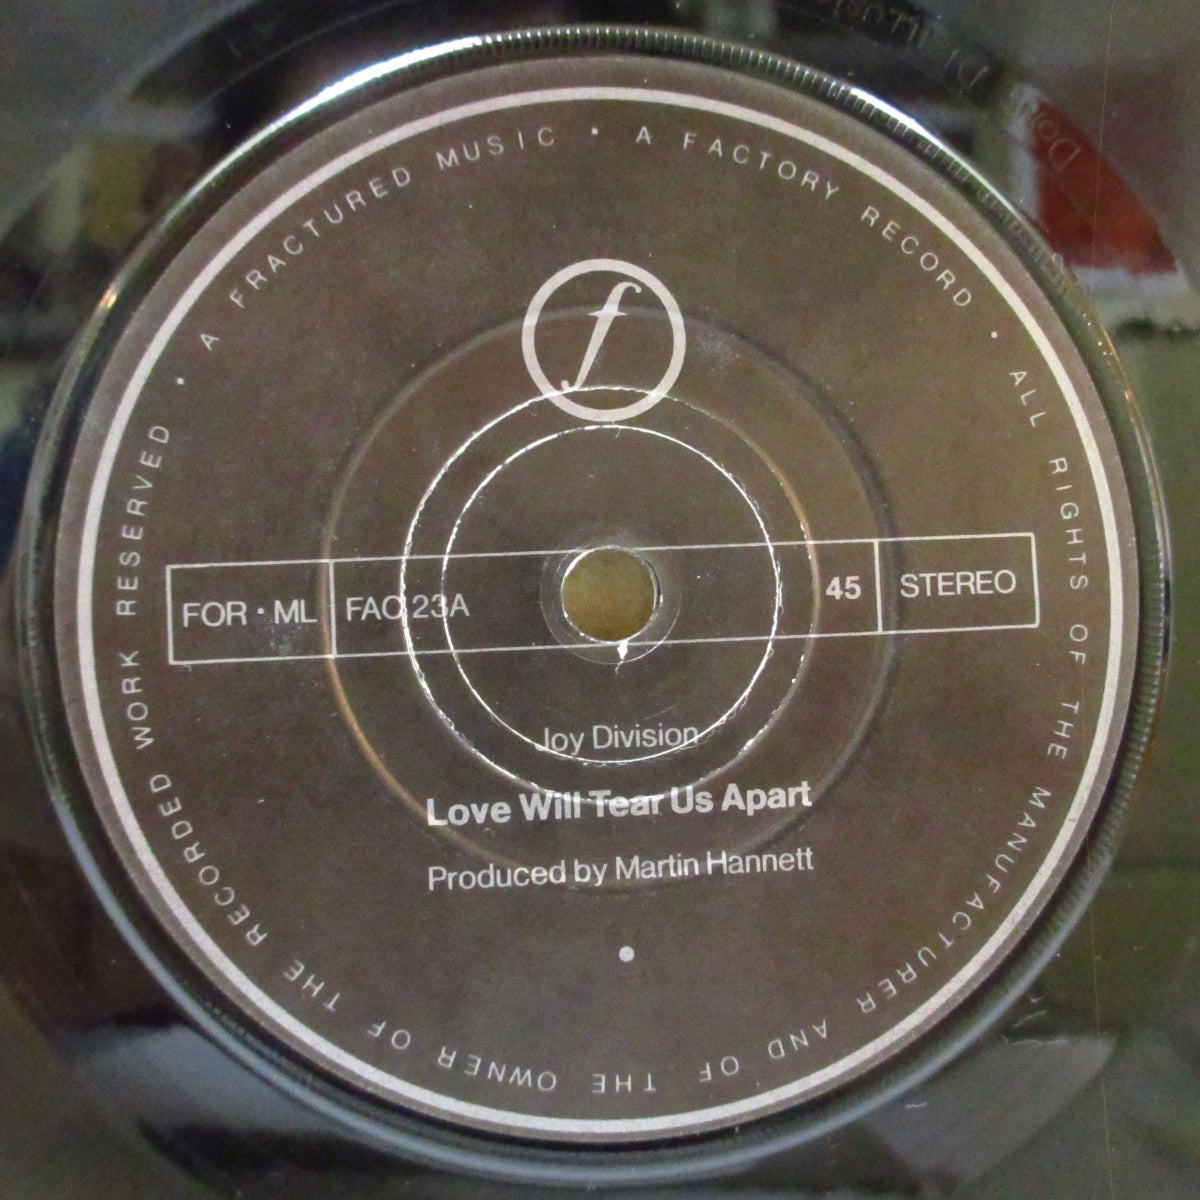 A FRACTURED MUSIC · A FACTORY RECORD · ALL RIGHTS OF THE MANUFACTURER AND OF THE OWNER OF THE RECORDED WORK RESERVED ·
f
FOR · ML FAC 23A 45 STEREO
Joy Division
Love Will Tear Us Apart
Produced by Martin Hannett